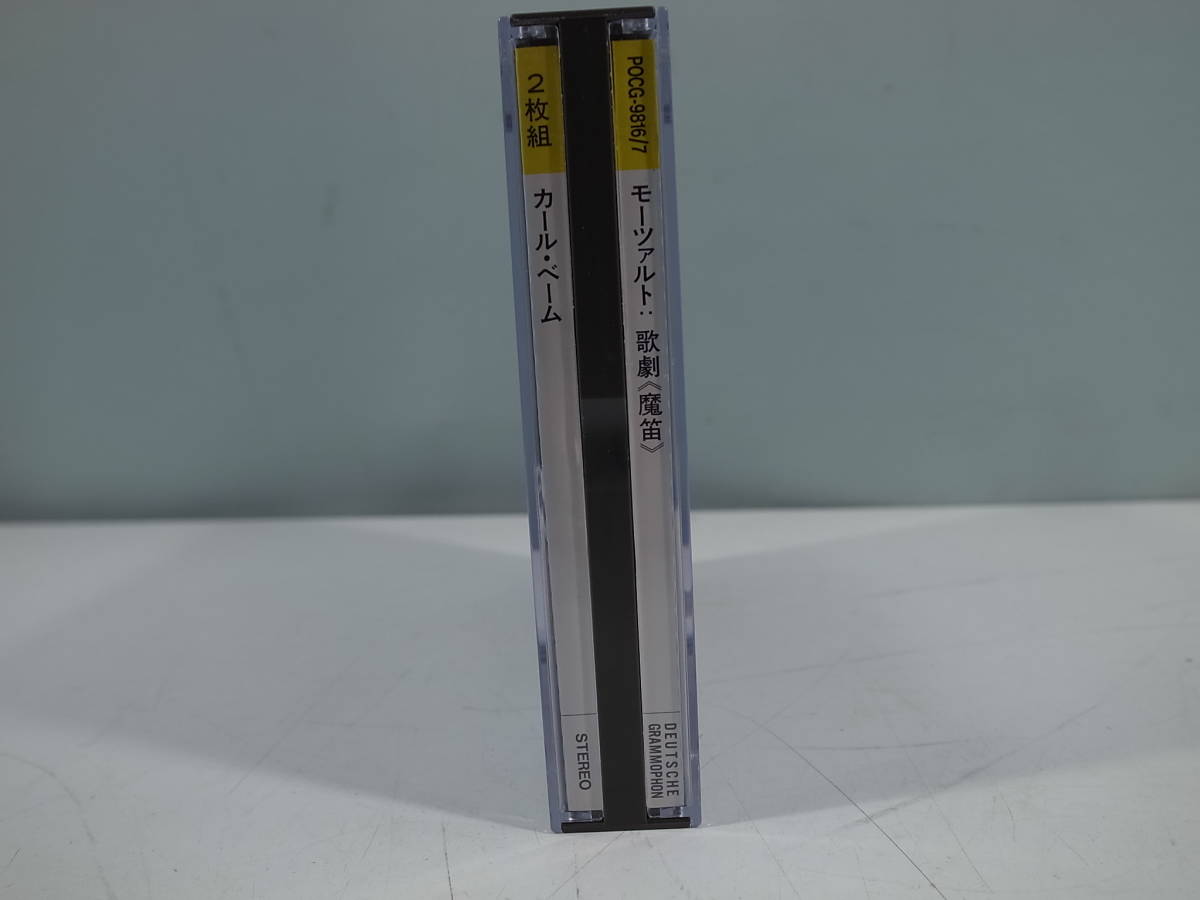 POCG-9816/7
モーツァルト: 歌劇《魔笛》
DEUTSCHE
GRAMMOPHON
2枚組
カール・ベーム
STEREO